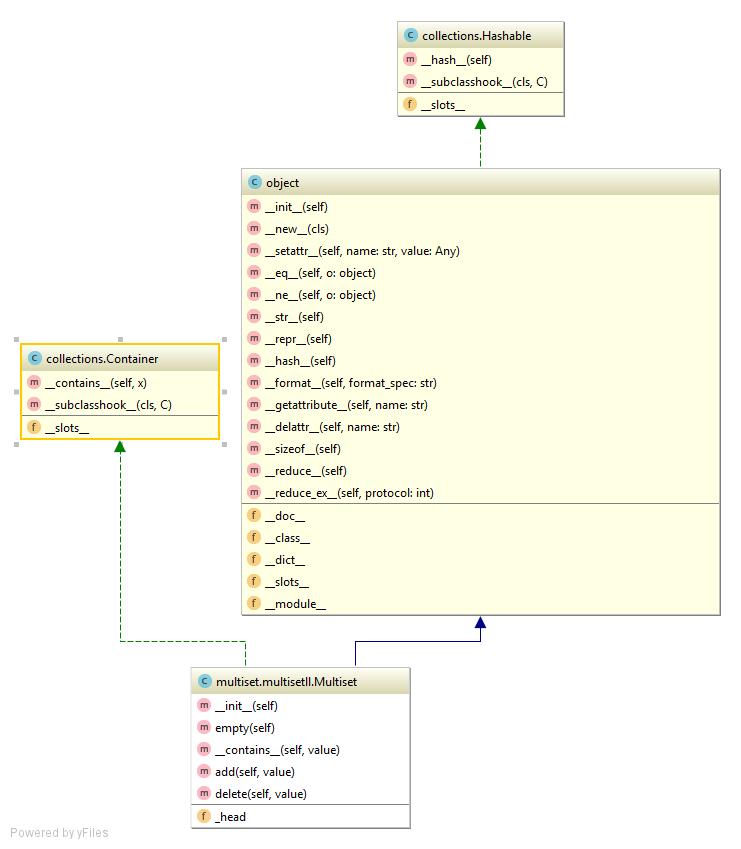 C collections.Hashable
m __hash__(self)
m __subclasshook__(cls, C)
f __slots__
C object
m __init__(self)
m __new__(cls)
m __setattr__(self, name: str, value: Any)
m __eq__(self, o: object)
m __ne__(self, o: object)
m __str__(self)
m __repr__(self)
m __hash__(self)
m __format__(self, format_spec: str)
m __getattribute__(self, name: str)
m __delattr__(self, name: str)
m __sizeof__(self)
m __reduce__(self)
m __reduce_ex__(self, protocol: int)
f __doc__
f __class__
f __dict__
f __slots__
f __module__
C collections.Container
m __contains__(self, x)
m __subclasshook__(cls, C)
f __slots__
C multiset.multisetll.Multiset
m __init__(self)
m empty(self)
m __contains__(self, value)
m add(self, value)
m delete(self, value)
f _head
Powered by yFiles